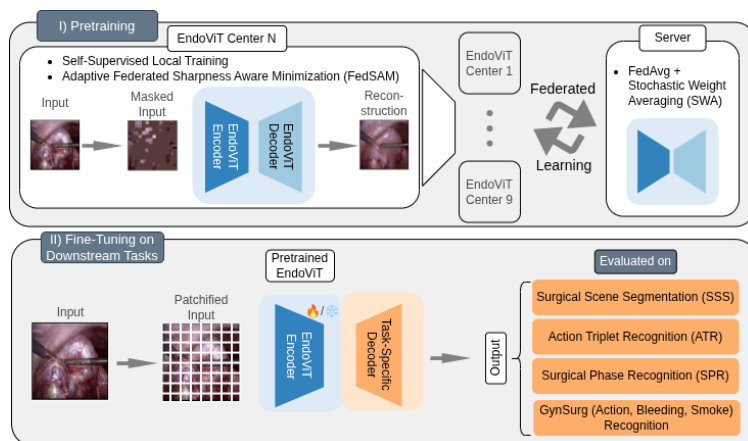 I) Pretraining
EndoViT Center N
• Self-Supervised Local Training
• Adaptive Federated Sharpness Aware Minimization (FedSAM)
Input
Masked
Input
EndoViT
Encoder
EndoViT
Decoder
Recon-
struction
EndoViT
Center 1
EndoViT
Center 9
Federated
Learning
Server
• FedAvg +
Stochastic Weight
Averaging (SWA)
II) Fine-Tuning on
Downstream Tasks
Input
Patchified
Input
Pretrained
EndoViT
EndoViT
Encoder
Task-Specific
Decoder
Output
Evaluated on
Surgical Scene Segmentation (SSS)
Action Triplet Recognition (ATR)
Surgical Phase Recognition (SPR)
GynSurg (Action, Bleeding, Smoke)
Recognition